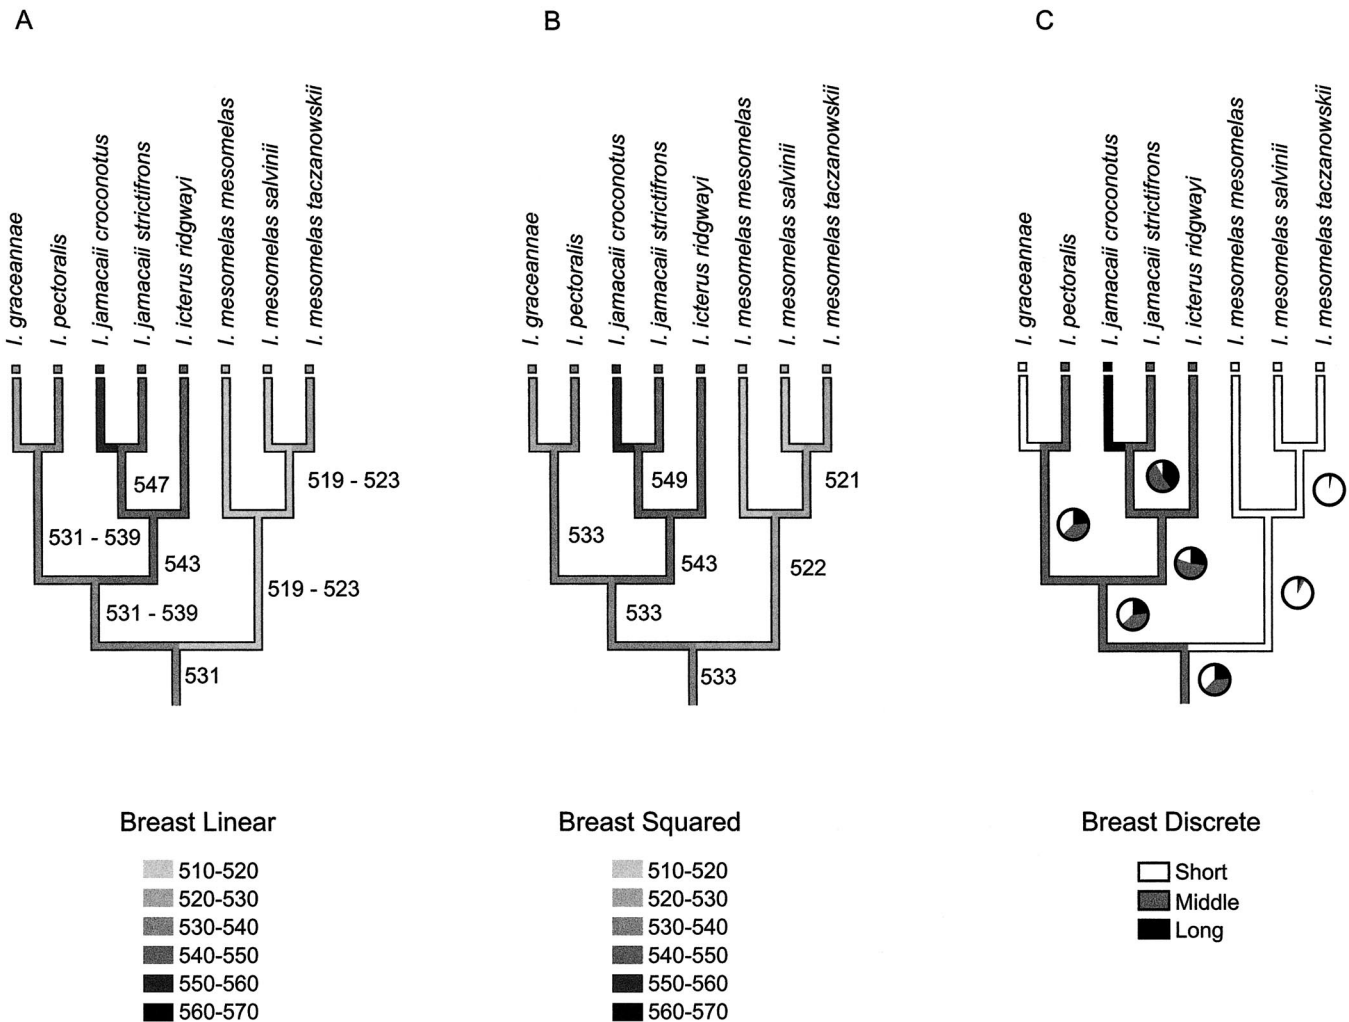 A
B
C
I. graceannae
I. pectoralis
I. jamacaii croconotus
I. jamacaii strictifrons
I. icterus ridgwayi
I. mesomelas mesomelas
I. mesomelas salvinii
I. mesomelas taczanowskii
547
519 - 523
531 - 539
543
519 - 523
531 - 539
531
I. graceannae
I. pectoralis
I. jamacaii croconotus
I. jamacaii strictifrons
I. icterus ridgwayi
I. mesomelas mesomelas
I. mesomelas salvinii
I. mesomelas taczanowskii
549
521
533
543
522
533
533
I. graceannae
I. pectoralis
I. jamacaii croconotus
I. jamacaii strictifrons
I. icterus ridgwayi
I. mesomelas mesomelas
I. mesomelas salvinii
I. mesomelas taczanowskii
Breast Linear
510-520
520-530
530-540
540-550
550-560
560-570
Breast Squared
510-520
520-530
530-540
540-550
550-560
560-570
Breast Discrete
Short
Middle
Long